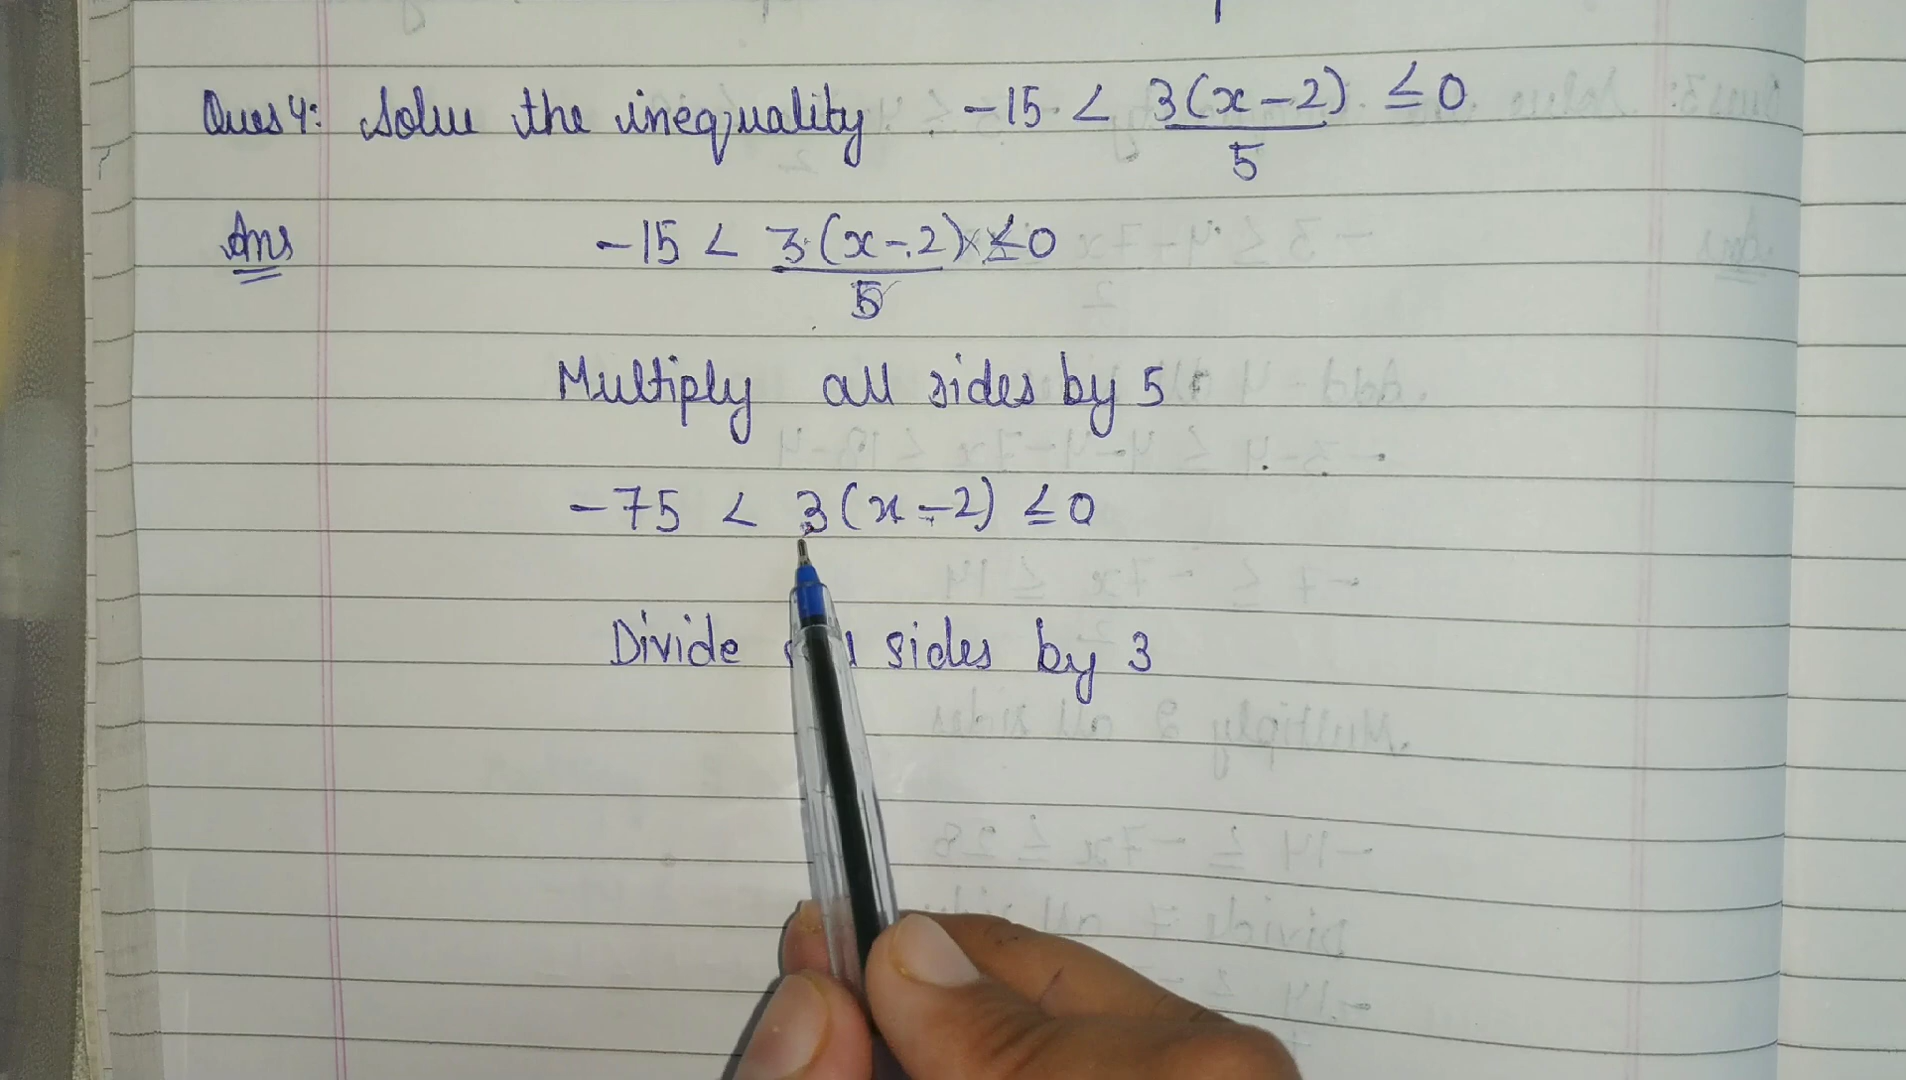 Ques 4: Solve the inequality -15 < 3(x-2)/5 ≤ 0
Ans -15 < 3(x-2)/5 × ≤ 0
Multiply all sides by 5
-75 < 3(x-2) ≤ 0
Divide sides by 3